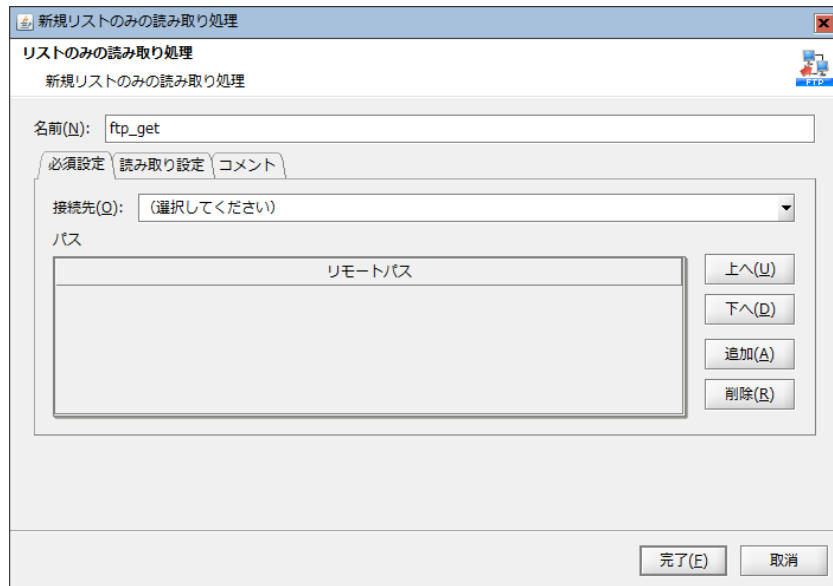 新規リストのみの読み取り処理
リストのみの読み取り処理
新規リストのみの読み取り処理
FTP
名前(N): ftp_get
必須設定 読み取り設定 コメント
接続先(O): （選択してください）
パス
リモートパス
上へ(U)
下へ(D)
追加(A)
削除(R)
完了(F) 取消